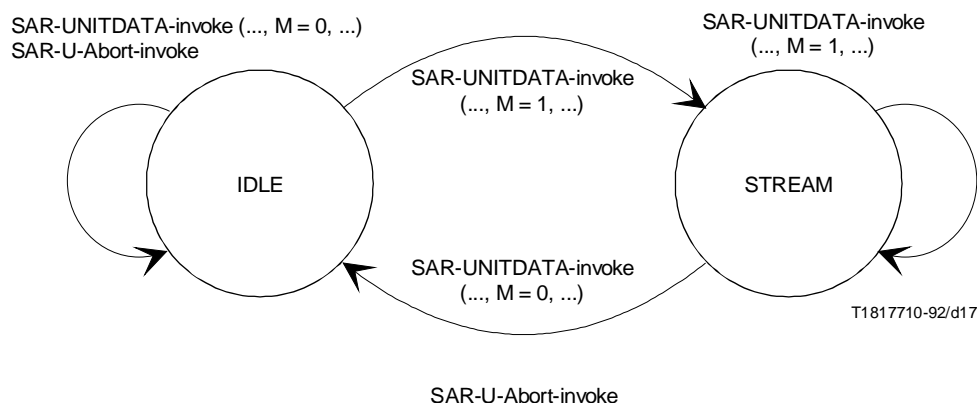 SAR-UNITDATA-invoke (..., M = 0, ...)
SAR-U-Abort-invoke
SAR-UNITDATA-invoke
(..., M = 1, ...)
SAR-UNITDATA-invoke
(..., M = 1, ...)
IDLE
STREAM
SAR-UNITDATA-invoke
(..., M = 0, ...)
T1817710-92/d17
SAR-U-Abort-invoke